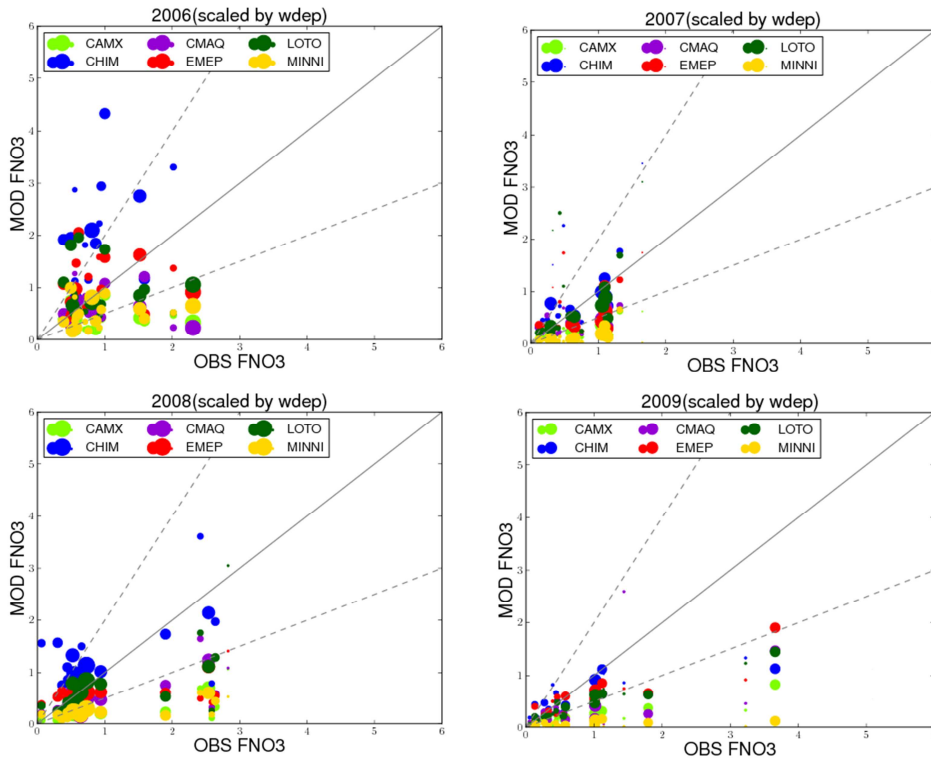 2006(scaled by wdep)
CAMX CMAQ LOTO
CHIM EMEP MINNI
6
5
4
3
2
1
0
MOD FNO3
0 1 2 3 4 5 6
OBS FNO3
2007(scaled by wdep)
CAMX CMAQ LOTO
CHIM EMEP MINNI
6
5
4
3
2
1
0
MOD FNO3
0 1 2 3 4 5
OBS FNO3
2008(scaled by wdep)
CAMX CMAQ LOTO
CHIM EMEP MINNI
6
5
4
3
2
1
0
MOD FNO3
0 1 2 3 4 5 6
OBS FNO3
2009(scaled by wdep)
CAMX CMAQ LOTO
CHIM EMEP MINNI
6
5
4
3
2
1
0
MOD FNO3
0 1 2 3 4 5
OBS FNO3